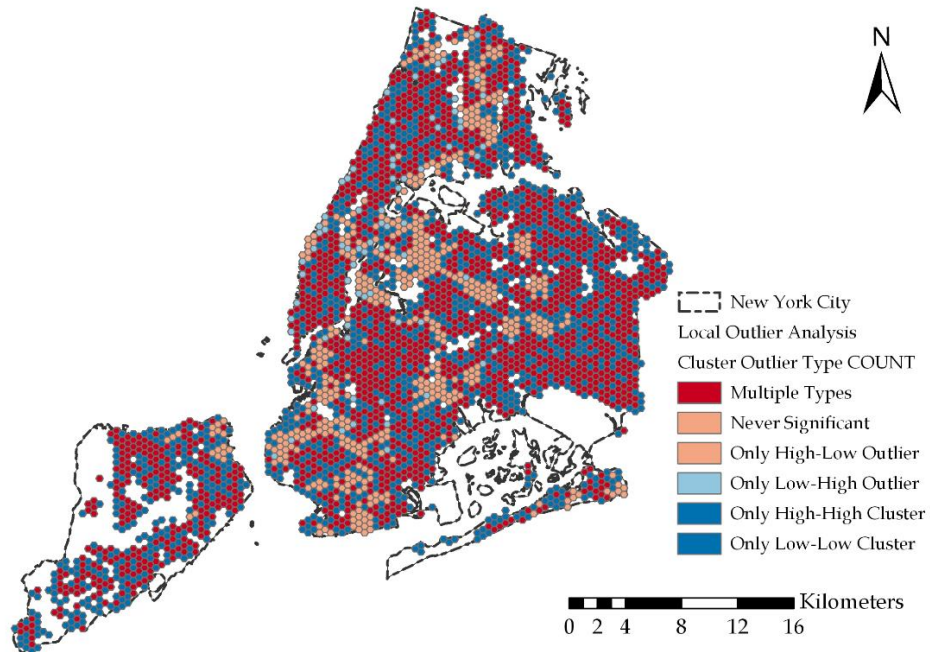 N
New York City
Local Outlier Analysis
Cluster Outlier Type COUNT
Multiple Types
Never Significant
Only High-Low Outlier
Only Low-High Outlier
Only High-High Cluster
Only Low-Low Cluster
Kilometers
0 2 4 8 12 16